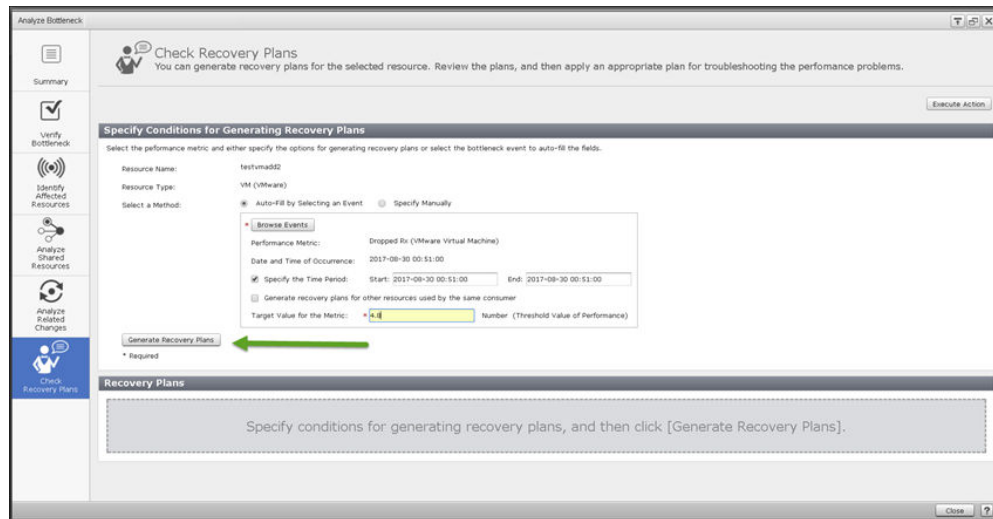 Analyze Bottleneck
Summary
Verify
Bottleneck
Identify
Affected
Resources
Analyze
Shared
Resources
Analyze
Related
Changes
Check
Recovery Plans
Check Recovery Plans
You can generate recovery plans for the selected resource. Review the plans, and then apply an appropriate plan for troubleshooting the perfomance problems.
Execute Action
Specify Conditions for Generating Recovery Plans
Select the peformance metric and either specify the options for generating recovery plans or select the bottleneck event to auto-fill the fields.
Resource Name: testvmadd2
Resource Type: VM (VMware)
Select a Method: Auto-Fill by Selecting an Event Specify Manually
* Browse Events
Performance Metric: Dropped Rx (VMware Virtual Machine)
Date and Time of Occurrence: 2017-08-30 00:51:00
Specify the Time Period: Start: 2017-08-30 00:51:00 End: 2017-08-30 00:51:00
Generate recovery plans for other resources used by the same consumer
Target Value for the Metric: * 4.8 Number (Threshold Value of Performance)
Generate Recovery Plans
* Required
Recovery Plans
Specify conditions for generating recovery plans, and then click [Generate Recovery Plans].
Close ?